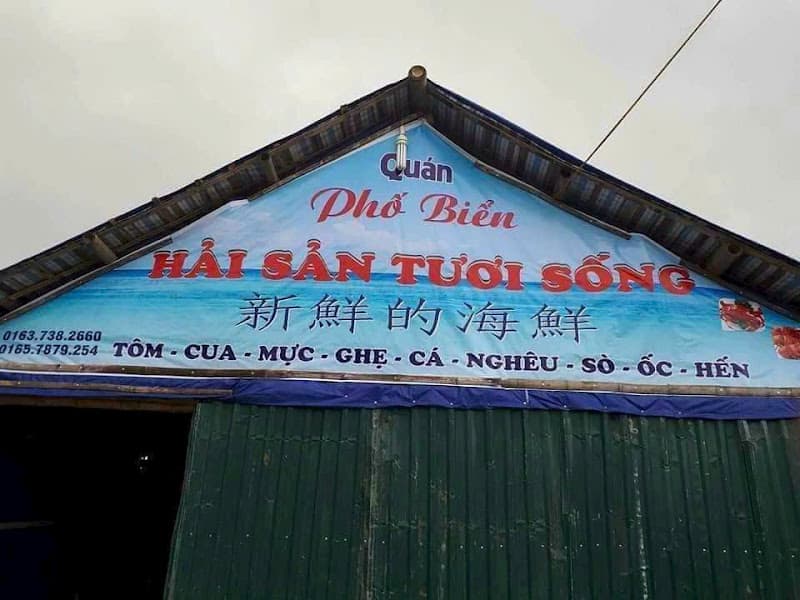 Quán
Phố Biển
HẢI SẢN TƯƠI SỐNG
新鮮的海鮮
0163.738.2660
0165.7879.254
TÔM - CUA - MỰC - GHẸ - CÁ - NGHÊU - SÒ - ỐC - HẾN